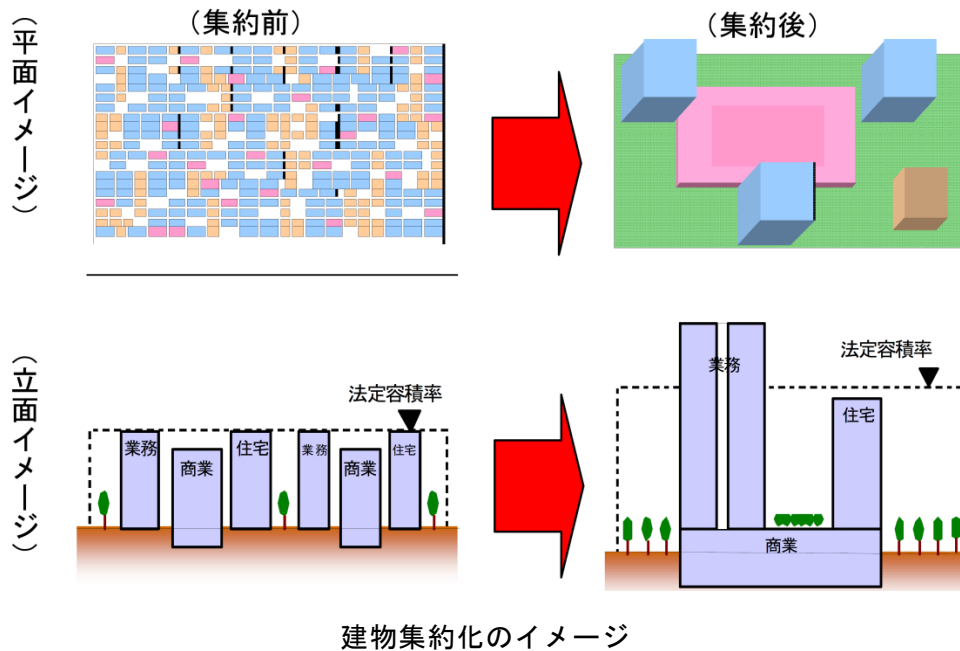 （平面イメージ）
（集約前）
（集約後）
（立面イメージ）
法定容積率
業務
商業
住宅
業務
商業
住宅
法定容積率
業務
住宅
商業
建物集約化のイメージ